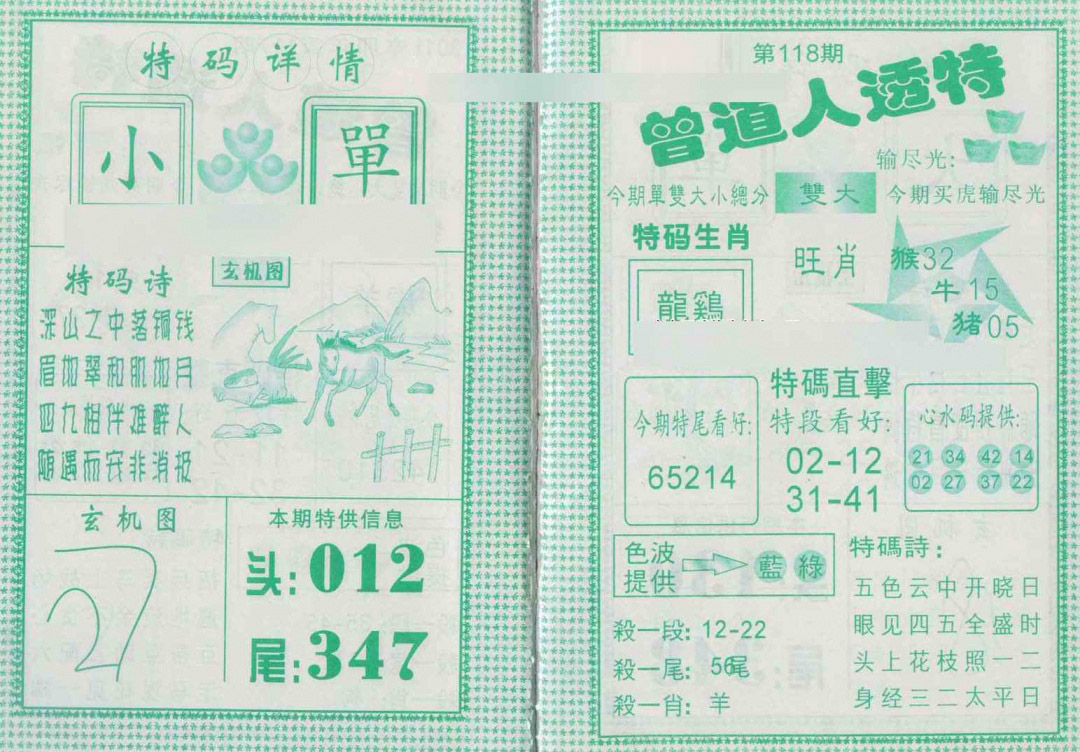 特码详情
小 單
特码诗
玄机图
深山之中落铜钱
眉如翠和肌如月
四九相伴难醉人
随遇而安非消极
玄机图
本期特供信息
头:012
尾:347
第118期
曾道人透特
输尽光:
今期單雙大小總分 雙大 今期买虎输尽光
特码生肖
龍鷄
旺肖
猴32
牛15
猪05
特碼直擊
今期特尾看好:
65214
特段看好:
02-12
31-41
心水码提供:
21 34 42 14
02 27 37 22
色波
提供
藍 綠
殺一段: 12-22
殺一尾: 56尾
殺一肖: 羊
特碼詩:
五色云中开晓日
眼见四五全盛时
头上花枝照一二
身经三二太平日